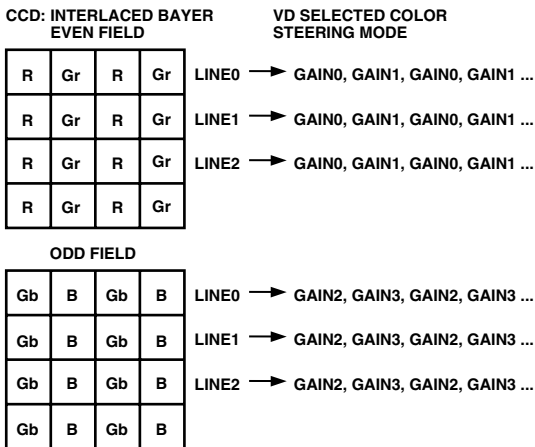 CCD: INTERLACED BAYER VD SELECTED COLOR
EVEN FIELD STEERING MODE
R Gr R Gr LINE0 GAIN0, GAIN1, GAIN0, GAIN1 ...
R Gr R Gr LINE1 GAIN0, GAIN1, GAIN0, GAIN1 ...
R Gr R Gr LINE2 GAIN0, GAIN1, GAIN0, GAIN1 ...
R Gr R Gr
ODD FIELD
Gb B Gb B LINE0 GAIN2, GAIN3, GAIN2, GAIN3 ...
Gb B Gb B LINE1 GAIN2, GAIN3, GAIN2, GAIN3 ...
Gb B Gb B LINE2 GAIN2, GAIN3, GAIN2, GAIN3 ...
Gb B Gb B